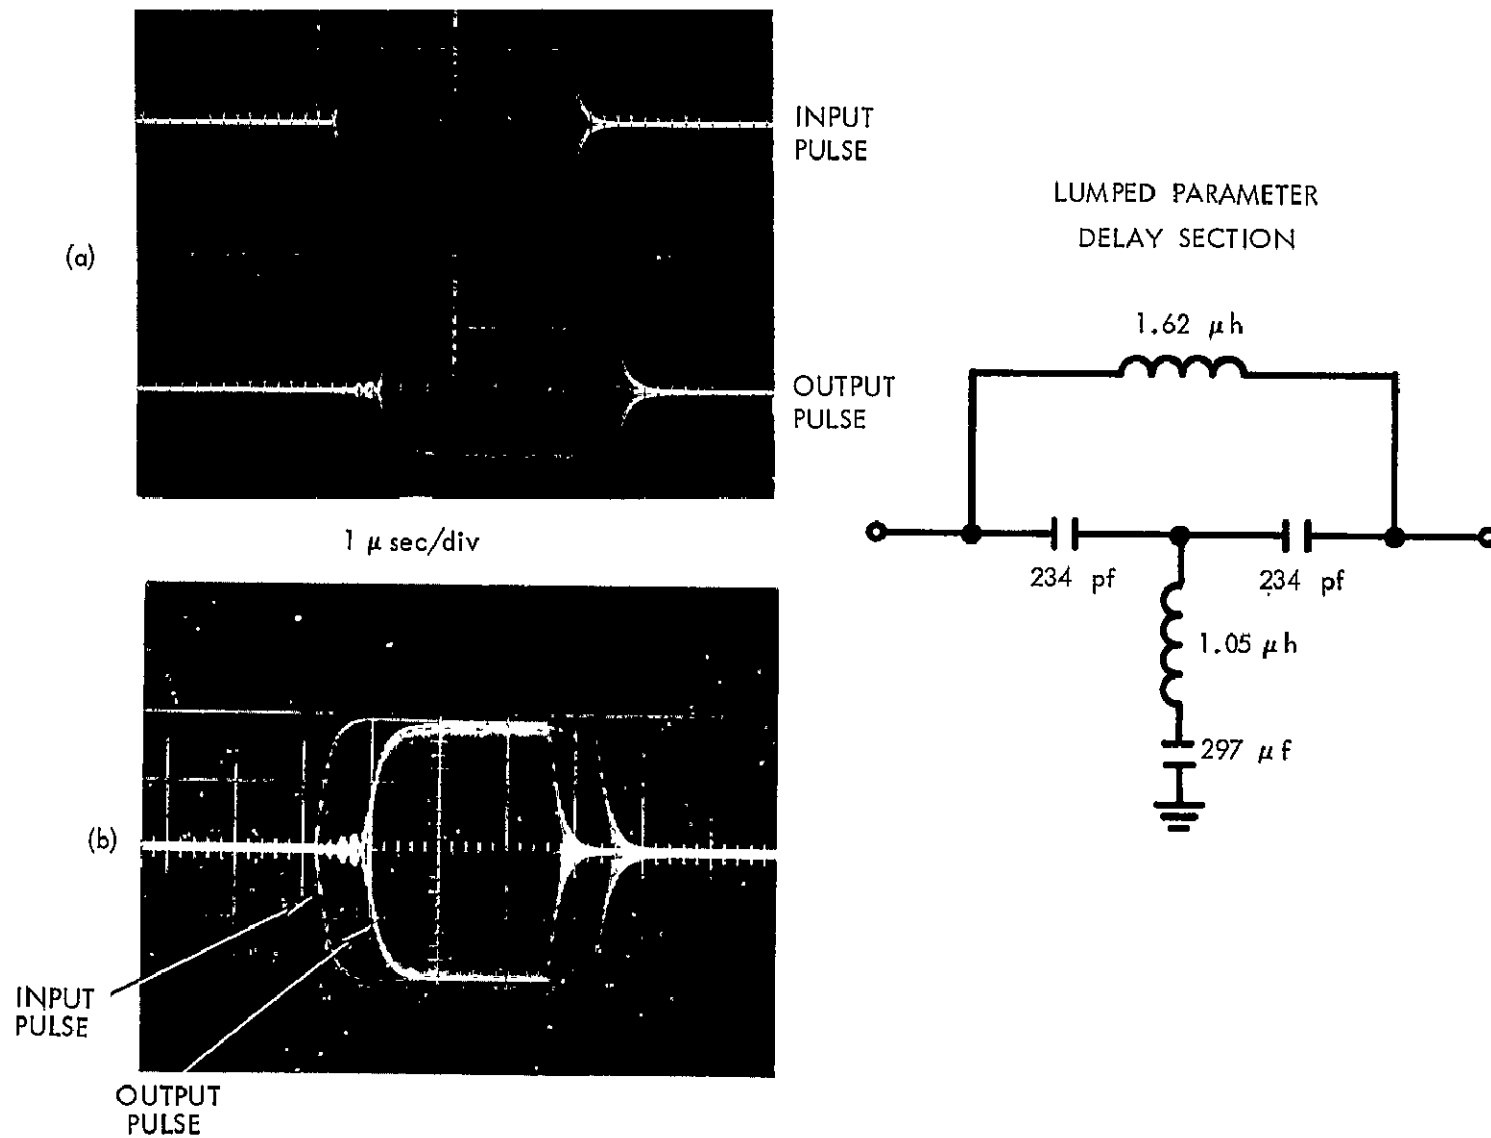 (a)
INPUT
PULSE
OUTPUT
PULSE
1 μ sec/div
(b)
INPUT
PULSE
OUTPUT
PULSE
LUMPED PARAMETER
DELAY SECTION
1.62 μh
234 pf
234 pf
1.05 μh
297 μf